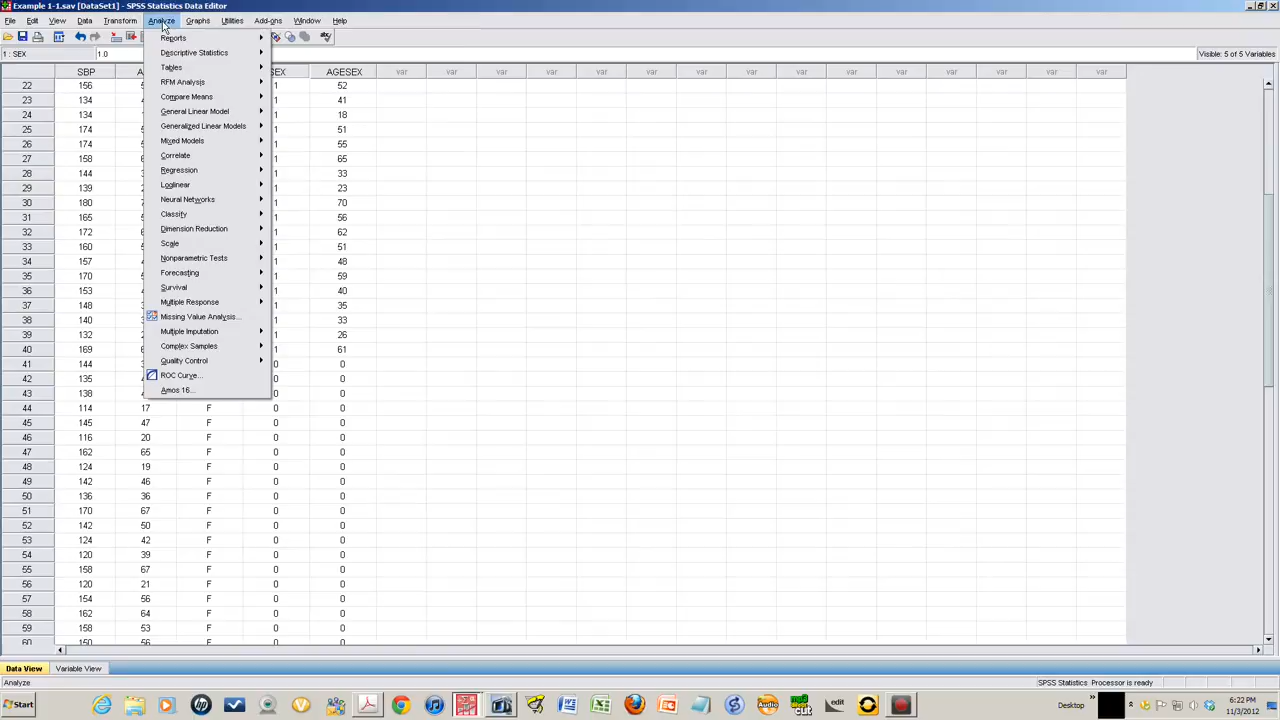 Example 1-1.sav [DataSet1] - SPSS Statistics Data Editor
File Edit View Data Transform Analyze Graphs Utilities Add-ons Window Help
1 : SEX 1.0 Visible: 5 of 5 Variables
SBP SEX AGESEX var var var var var var var var var var var var var var var
22 156 1 52
23 134 1 41
24 134 1 18
25 174 1 51
26 174 1 55
27 158 1 65
28 144 1 33
29 139 1 23
30 180 1 70
31 165 1 56
32 172 1 62
33 160 1 51
34 157 1 48
35 170 1 59
36 153 1 40
37 148 1 35
38 140 1 33
39 132 1 26
40 169 1 61
41 144 0 0
42 135 0 0
43 138 0 0
44 114 17 F 0 0
45 145 47 F 0 0
46 116 20 F 0 0
47 162 65 F 0 0
48 124 19 F 0 0
49 142 46 F 0 0
50 136 36 F 0 0
51 170 67 F 0 0
52 142 50 F 0 0
53 124 42 F 0 0
54 120 39 F 0 0
55 158 67 F 0 0
56 120 21 F 0 0
57 154 56 F 0 0
58 162 64 F 0 0
59 158 53 F 0 0
60 150 56 F 0 0
Reports
Descriptive Statistics
Tables
RFM Analysis
Compare Means
General Linear Model
Generalized Linear Models
Mixed Models
Correlate
Regression
Loglinear
Neural Networks
Classify
Dimension Reduction
Scale
Nonparametric Tests
Forecasting
Survival
Multiple Response
Missing Value Analysis...
Multiple Imputation
Complex Samples
Quality Control
ROC Curve...
Amos 16...
Data View Variable View
Analyze SPSS Statistics Processor is ready
Start Audio edit Desktop 6:22 PM
11/3/2012